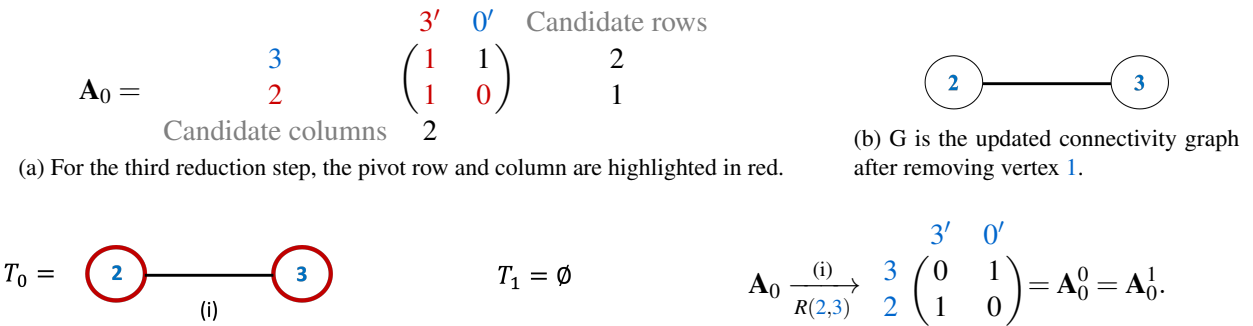 3′ 0′ Candidate rows
3 1 1 2
A₀ =
2 1 0 1
Candidate columns 2
(a) For the third reduction step, the pivot row and column are highlighted in red.
2 3
(b) G is the updated connectivity graph
after removing vertex 1.
T₀ = 2 3
(i)
T₁ = ∅
3′ 0′
A₀ (i) → R(2,3) 3 ( 0 1 ) = A₀⁰ = A₀¹.
2 ( 1 0 )